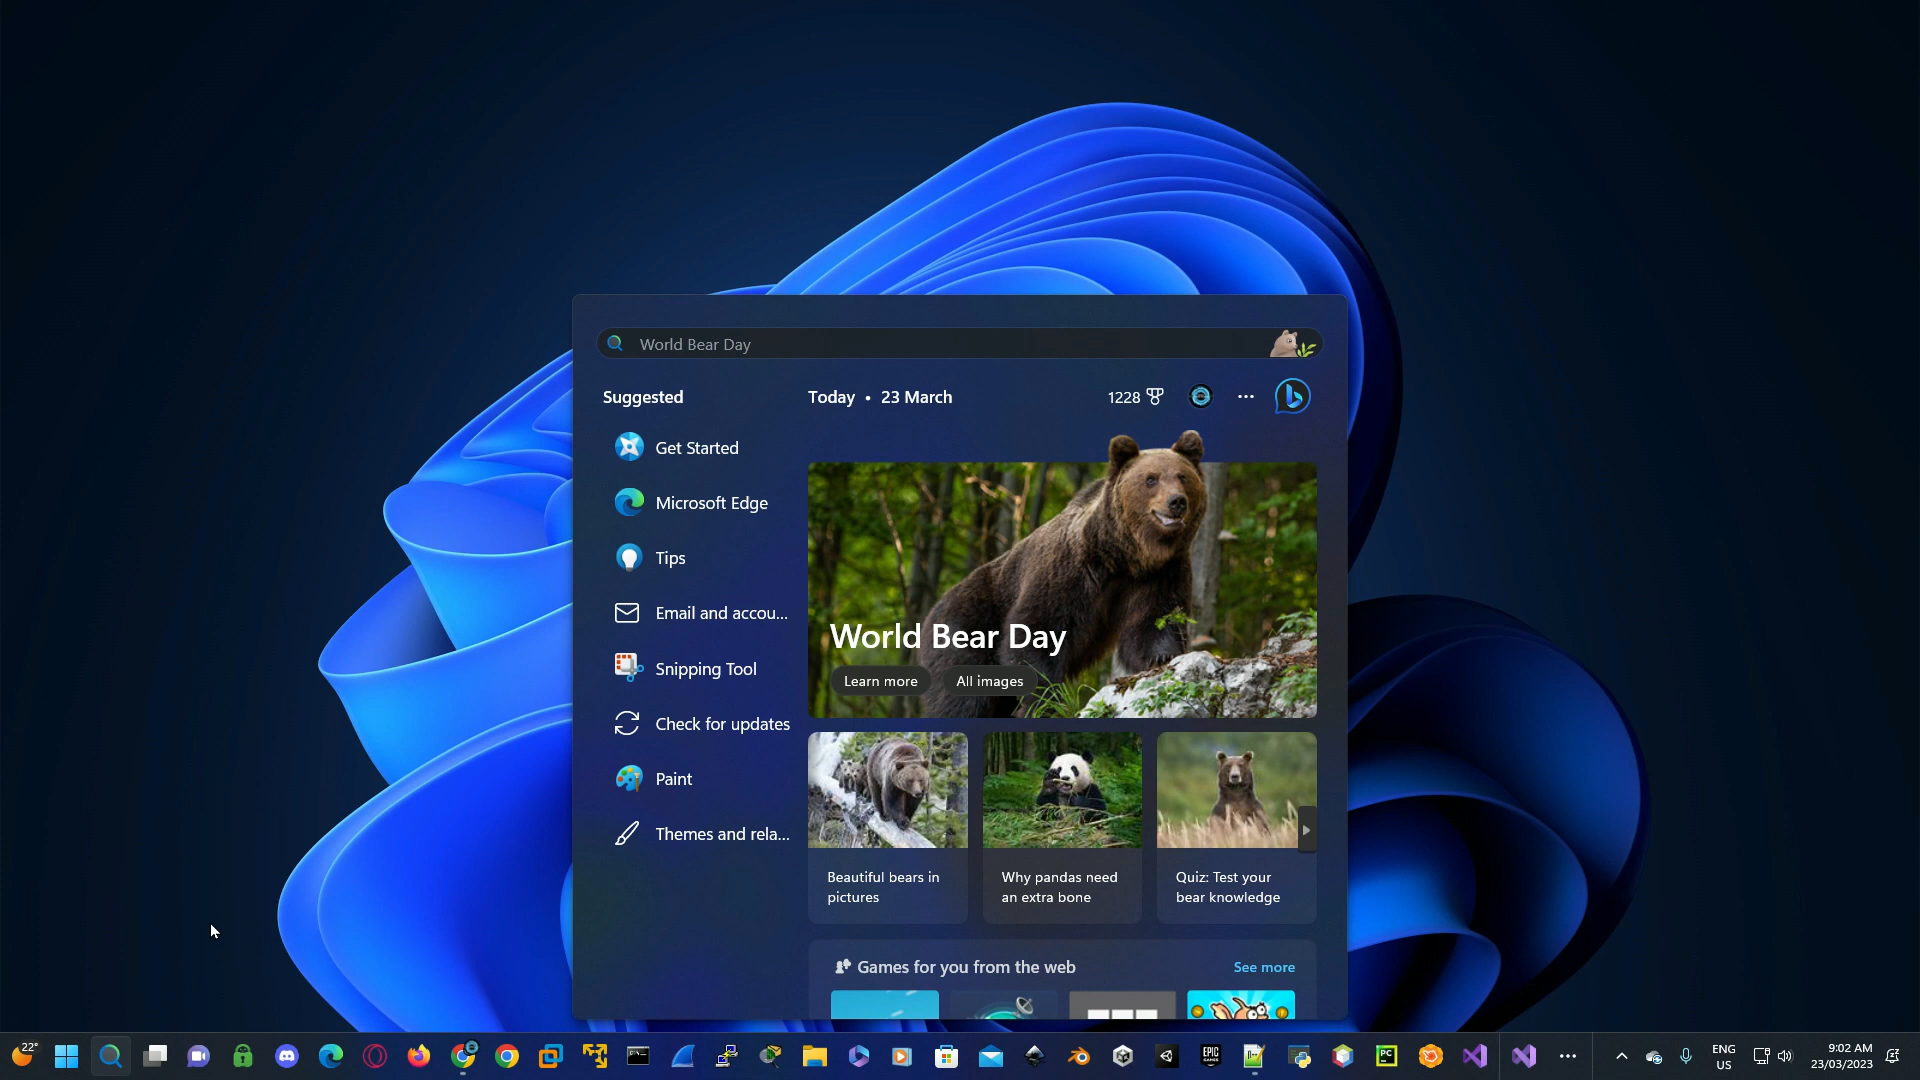 World Bear Day
Suggested
Today • 23 March
1228
Get Started
Microsoft Edge
Tips
Email and accou...
Snipping Tool
Check for updates
Paint
Themes and rela...
World Bear Day
Learn more
All images
Beautiful bears in
pictures
Why pandas need
an extra bone
Quiz: Test your
bear knowledge
Games for you from the web
See more
22°
EPIC
GAMES
PC
ENG
US
9:02 AM
23/03/2023